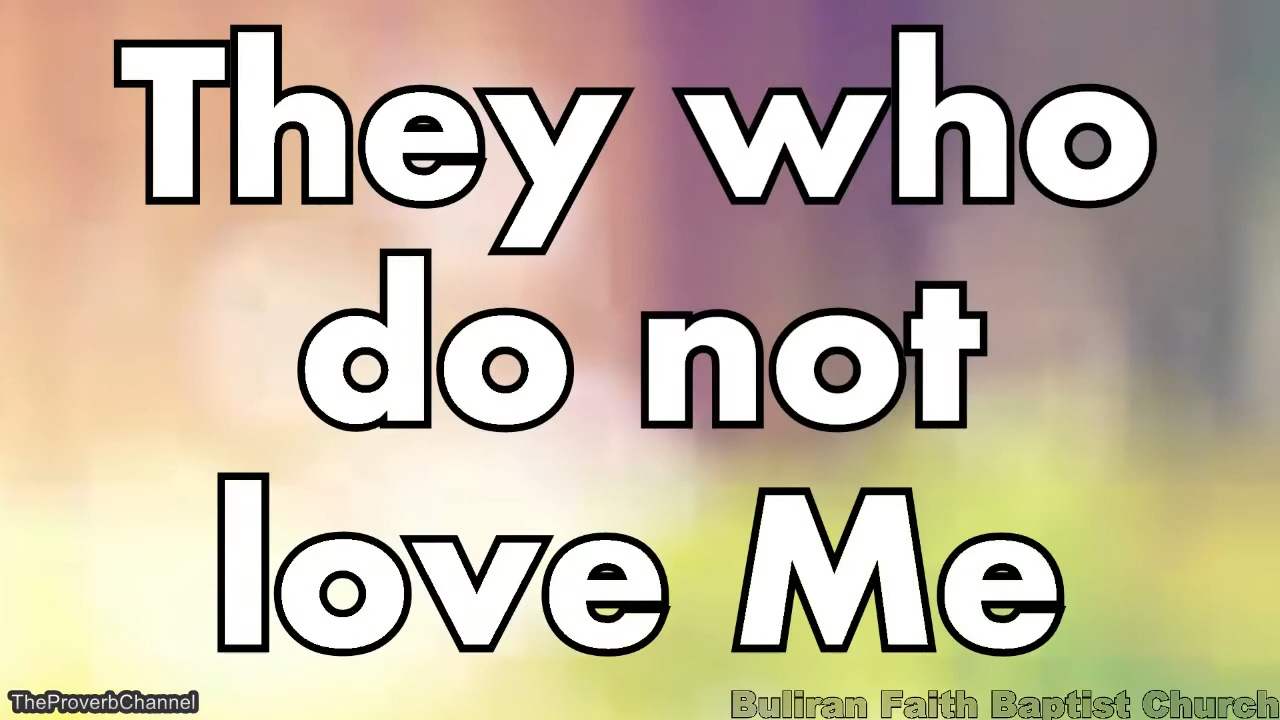 They who
do not
love Me
TheProverbChannel
Buliran Faith Baptist Church